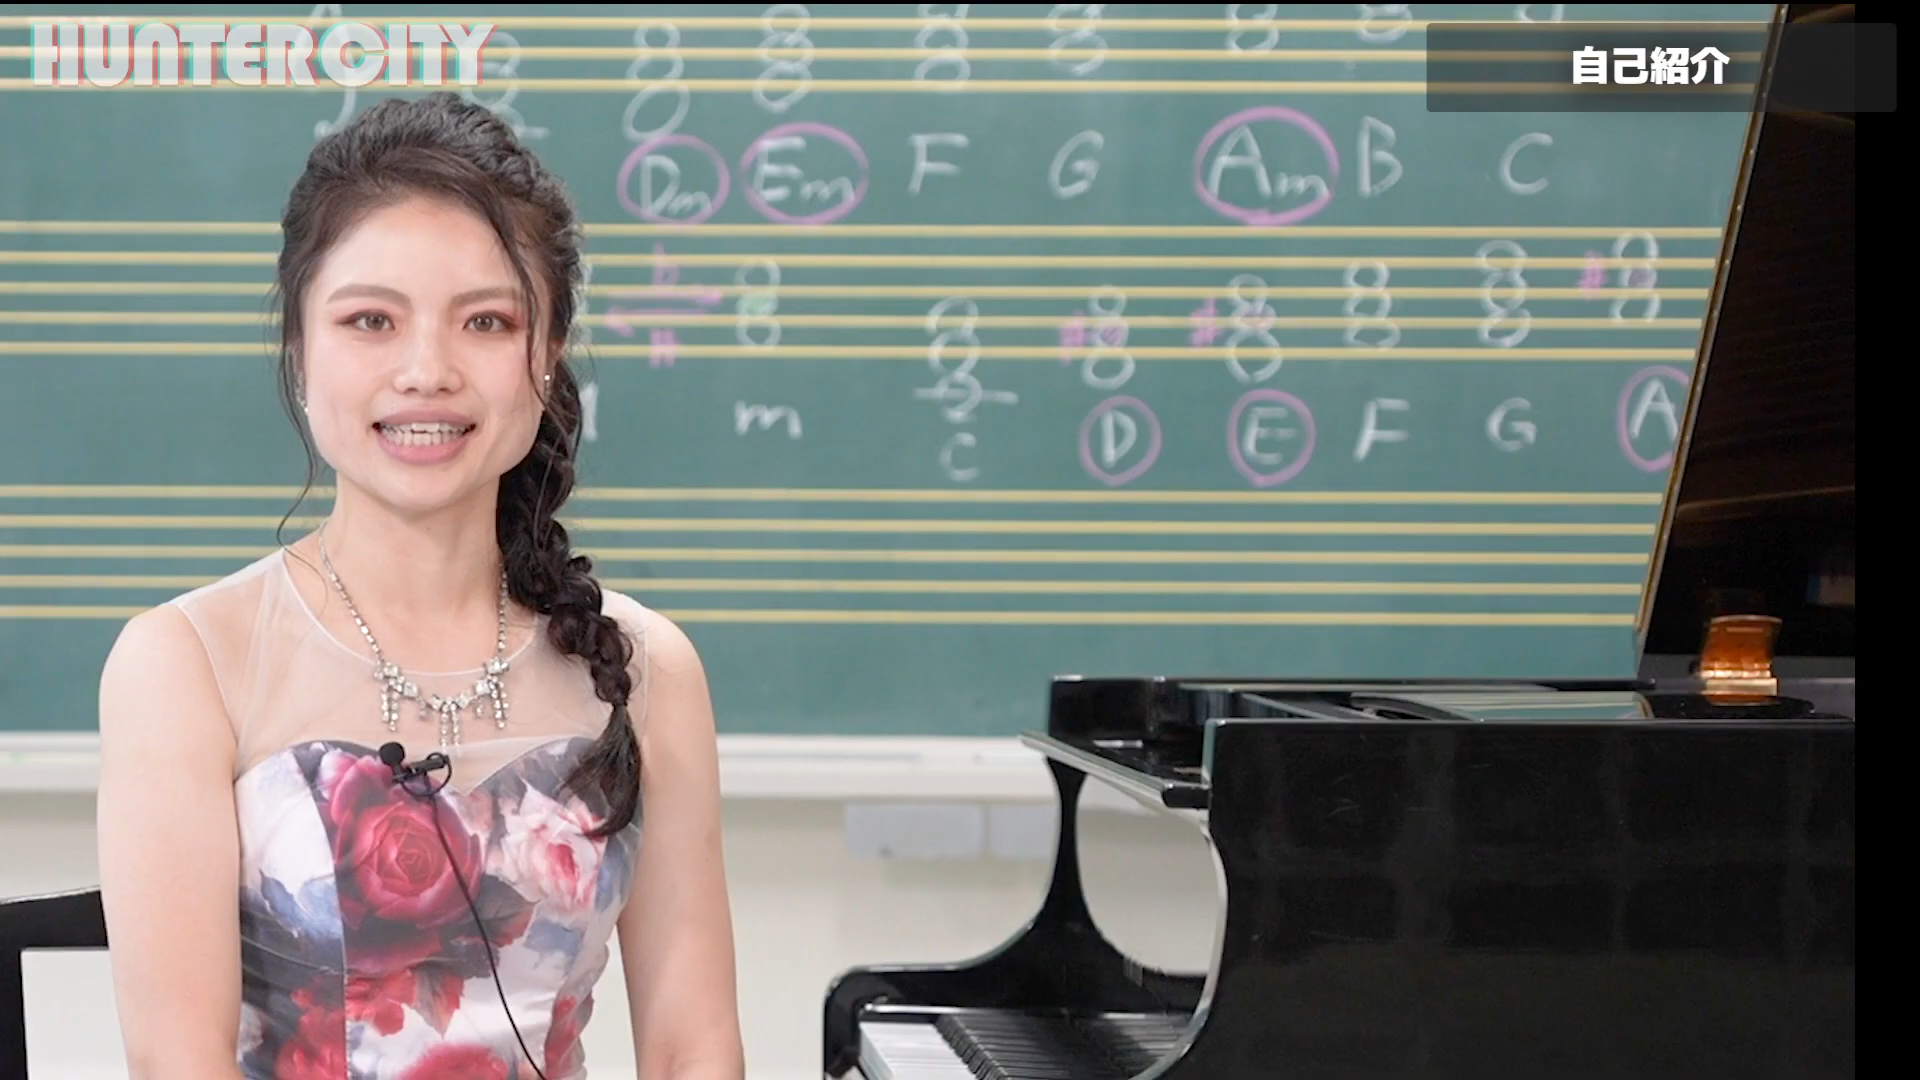 HUNTERCITY
自己紹介
Dm Em F G Am B C
b
#
# # #
m C D E F G A